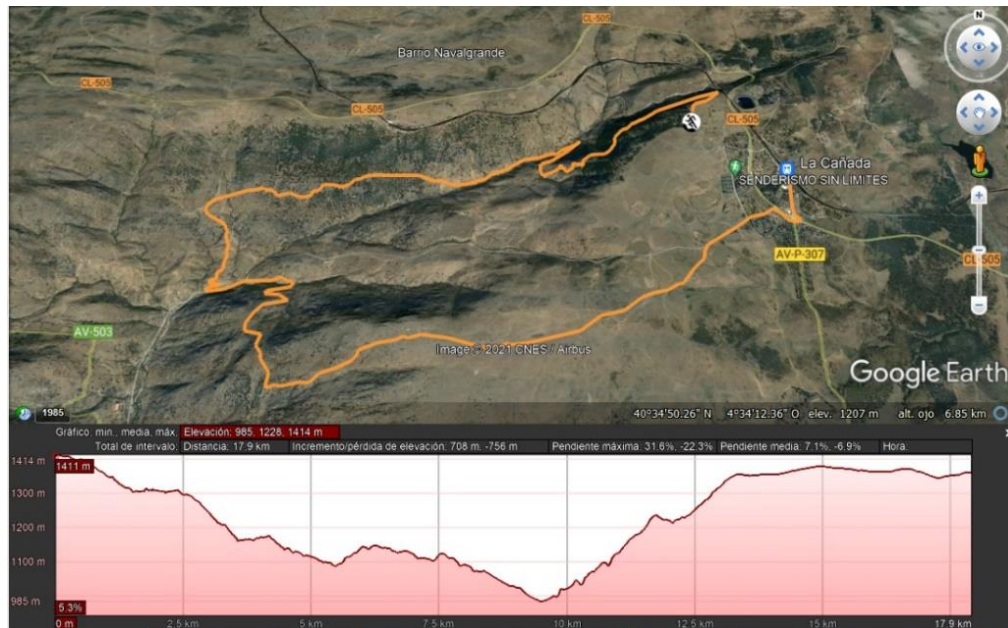 N
Barrio Navalgrande
CL-505
CL-505
CL-505
La Cañada
SENDERISMO SIN LIMITES
AV-P-307
CL-505
AV-503
Image © 2021 CNES / Airbus
Google Earth
1985
40°34'50.26" N 4°34'12.36" O elev. 1207 m alt. ojo 6.85 km
Gráfico: mín., media, máx. Elevación: 985, 1228, 1414 m
Total de intervalo: Distancia: 17.9 km Incremento/pérdida de elevación: 708 m, -756 m Pendiente máxima: 31.6%, -22.3% Pendiente media: 7.1%, -6.9% Hora:
1414 m
1411 m
1300 m
1200 m
1100 m
985 m
5.3%
0 m 2.5 km 5 km 7.5 km 10 km 12.5 km 15 km 17.9 km